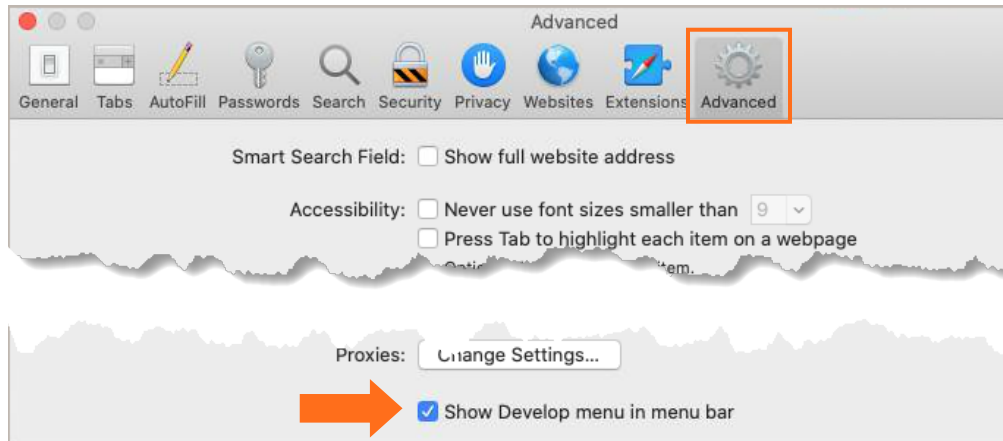 Advanced
General Tabs AutoFill Passwords Search Security Privacy Websites Extensions Advanced
Smart Search Field: Show full website address
Accessibility: Never use font sizes smaller than 9
Press Tab to highlight each item on a webpage
Proxies: Change Settings...
Show Develop menu in menu bar